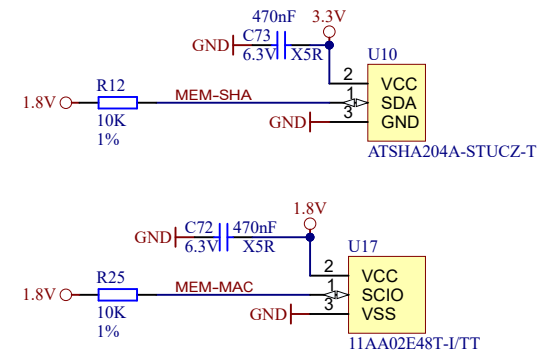 470nF 3.3V
GND C73
6.3V X5R
U10
R12
2 VCC
1.8V MEM-SHA 1 SDA
10K GND 3 GND
1%
ATSHA204A-STUCZ-T
1.8V
C72 470nF
GND 6.3V X5R
U17
R25
2 VCC
1.8V MEM-MAC 1 SCIO
10K GND 3 VSS
1%
11AA02E48T-I/TT